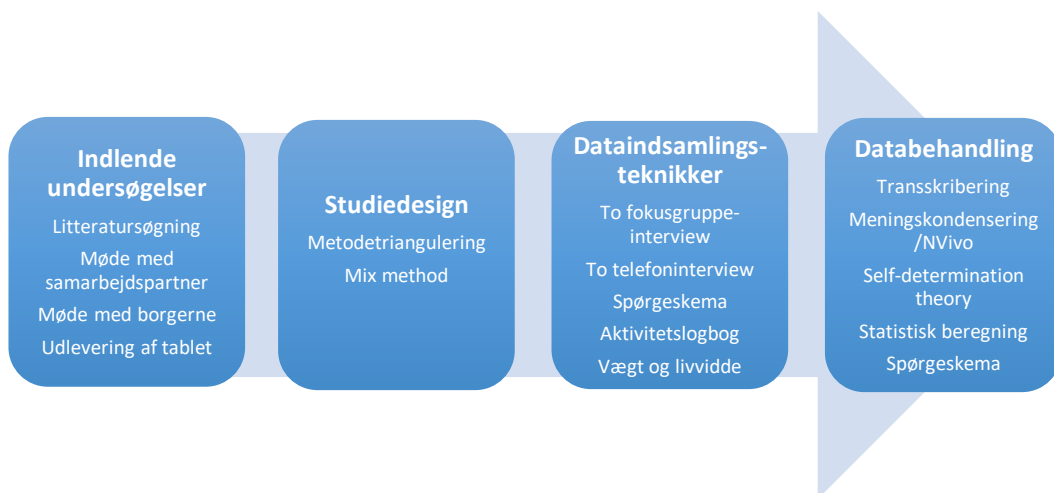 Indlende
undersøgelser
Litteratursøgning
Møde med
samarbejdspartner
Møde med borgerne
Udlevering af tablet
Studiedesign
Metodetriangulering
Mix method
Dataindsamlings-
teknikker
To fokusgruppe-
interview
To telefoninterview
Spørgeskema
Aktivitetslogbog
Vægt og livvidde
Databehandling
Transskribering
Meningskondensering
/NVivo
Self-determination
theory
Statistisk beregning
Spørgeskema